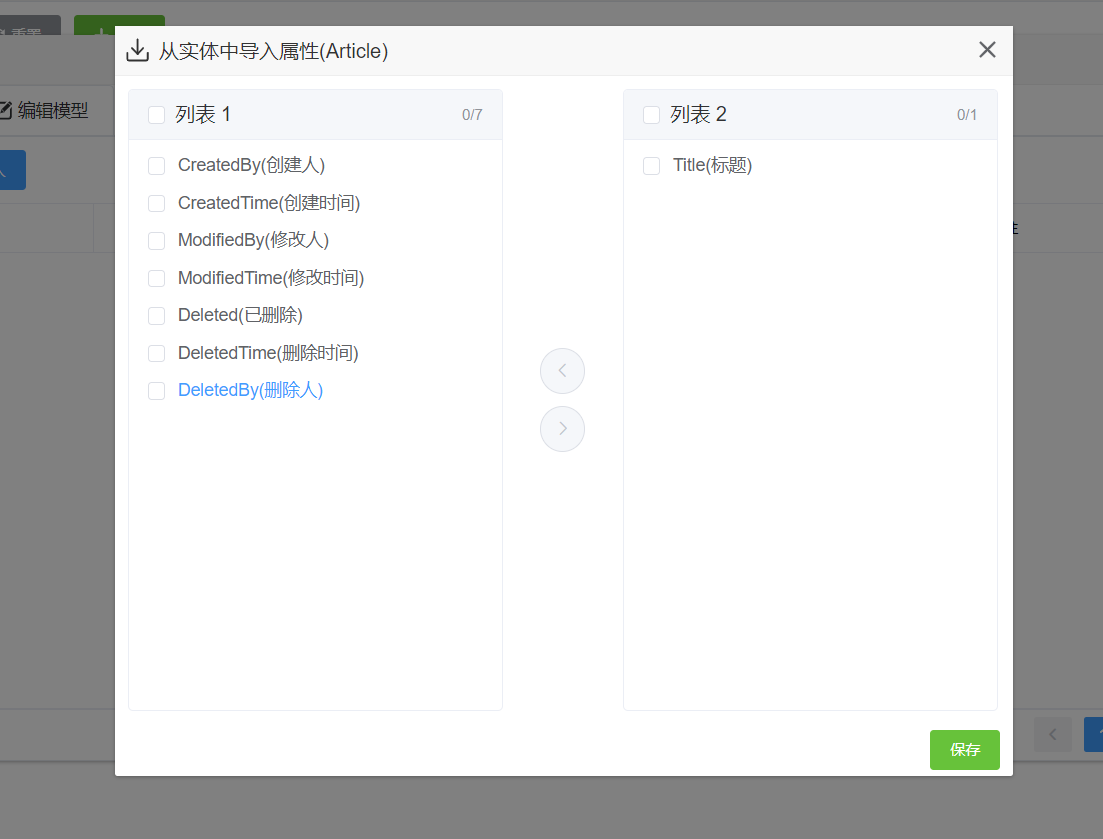 重置
从实体中导入属性(Article)
编辑模型
列表 1
0/7
CreatedBy(创建人)
CreatedTime(创建时间)
ModifiedBy(修改人)
ModifiedTime(修改时间)
Deleted(已删除)
DeletedTime(删除时间)
DeletedBy(删除人)
列表 2
0/1
Title(标题)
保存